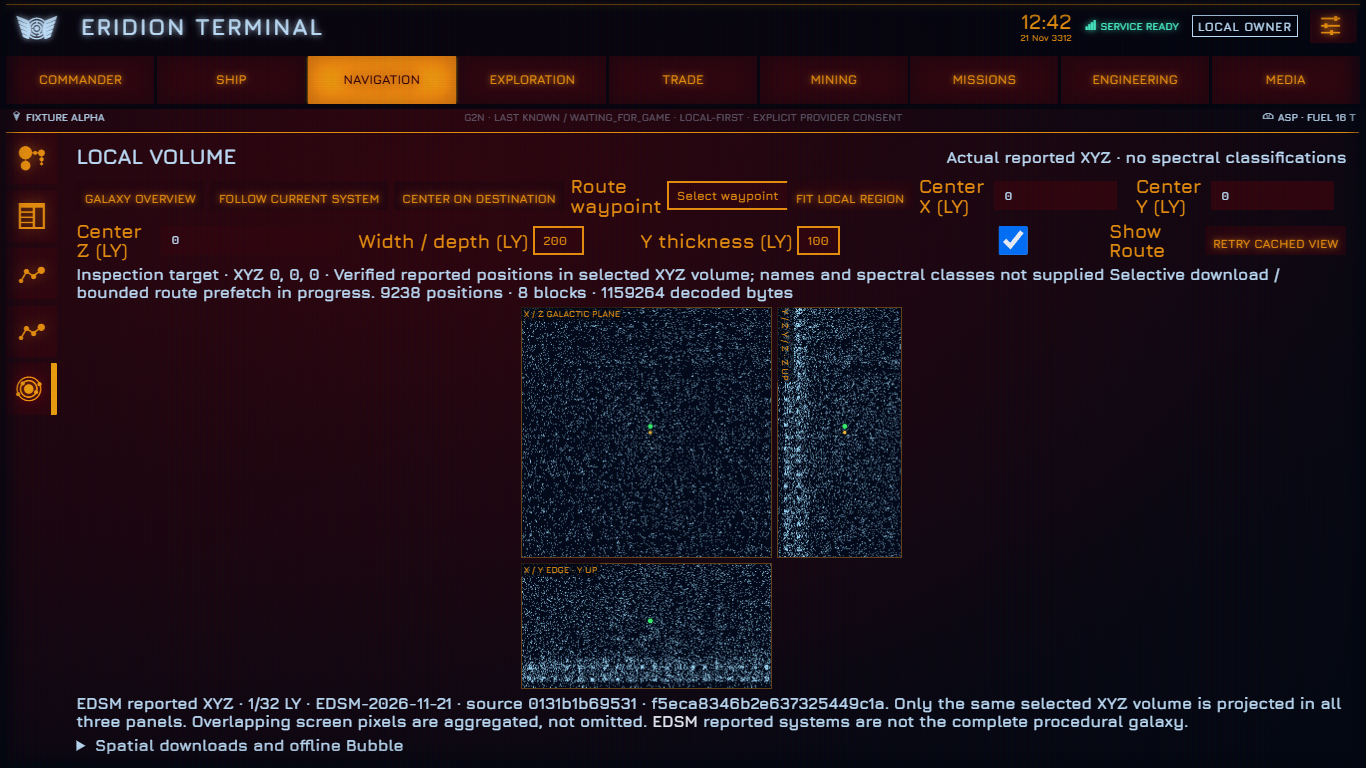 ERIDION TERMINAL
12:42
21 Nov 3312
SERVICE READY
LOCAL OWNER
COMMANDER
SHIP
NAVIGATION
EXPLORATION
TRADE
MINING
MISSIONS
ENGINEERING
MEDIA
FIXTURE ALPHA
G2N · LAST KNOWN / WAITING_FOR_GAME · LOCAL-FIRST · EXPLICIT PROVIDER CONSENT
ASP · FUEL 16 T
LOCAL VOLUME
Actual reported XYZ · no spectral classifications
GALAXY OVERVIEW
FOLLOW CURRENT SYSTEM
CENTER ON DESTINATION
Route
waypoint
Select waypoint
FIT LOCAL REGION
Center
X (LY)
0
Center
Y (LY)
0
Center
Z (LY)
0
Width / depth (LY)
200
Y thickness (LY)
100
Show
Route
RETRY CACHED VIEW
Inspection target · XYZ 0, 0, 0 · Verified reported positions in selected XYZ volume; names and spectral classes not supplied Selective download /
bounded route prefetch in progress. 9238 positions · 8 blocks · 1159264 decoded bytes
X / Z GALACTIC PLANE
X / Y EDGE · Y UP
EDSM reported XYZ · 1/32 LY · EDSM-2026-11-21 · source 0131b1b69531 · f5eca8346b2e637325449c1a. Only the same selected XYZ volume is projected in all
three panels. Overlapping screen pixels are aggregated, not omitted. EDSM reported systems are not the complete procedural galaxy.
Spatial downloads and offline Bubble